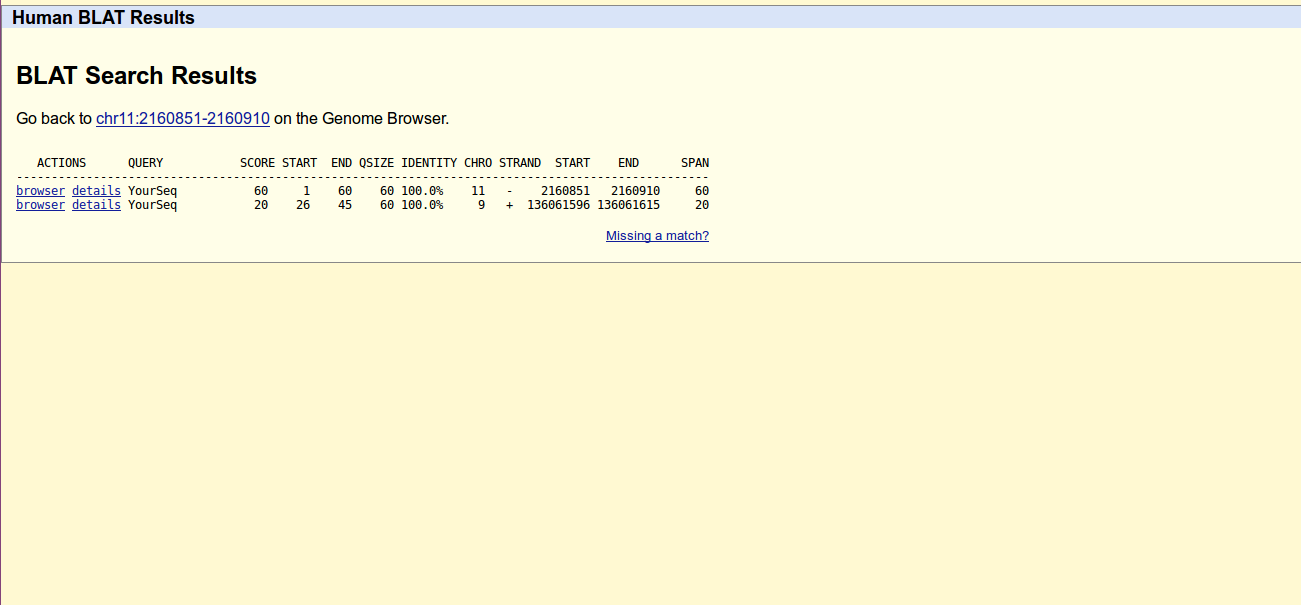 Human BLAT Results
BLAT Search Results
Go back to chr11:2160851-2160910 on the Genome Browser.
ACTIONS QUERY SCORE START END QSIZE IDENTITY CHRO STRAND START END SPAN
---------------------------------------------------------------------------------------------------
browser details YourSeq 60 1 60 60 100.0% 11 - 2160851 2160910 60
browser details YourSeq 20 26 45 60 100.0% 9 + 136061596 136061615 20
Missing a match?